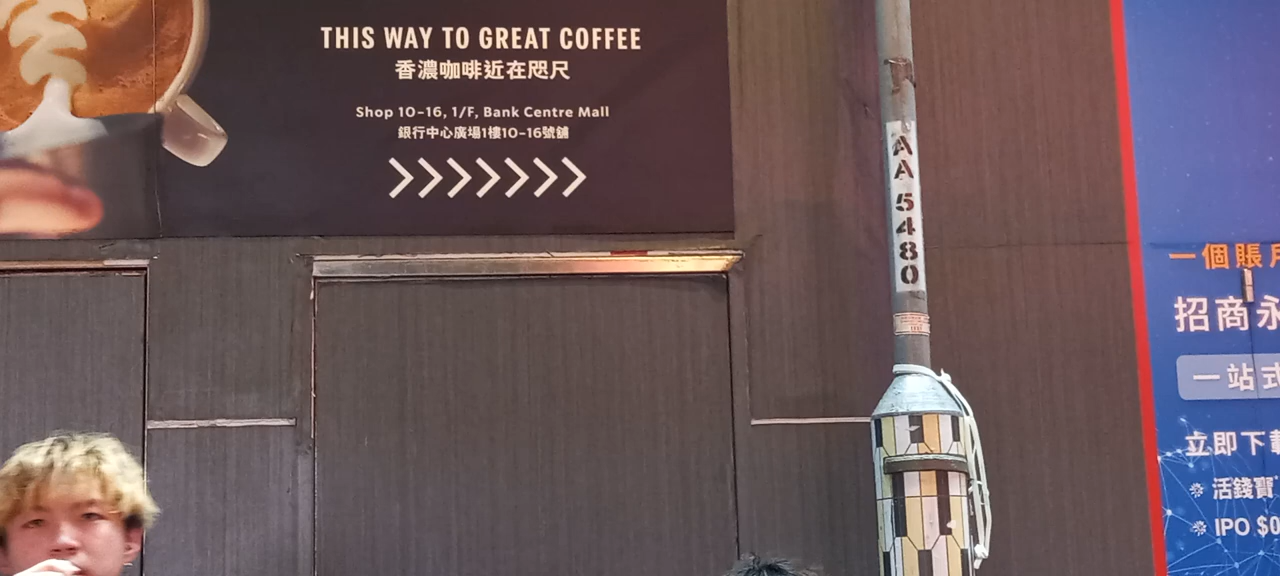 THIS WAY TO GREAT COFFEE
香濃咖啡近在咫尺
Shop 10-16, 1/F, Bank Centre Mall
銀行中心廣場1樓10-16號舖
AA5480
一個賬
招商永
一站式
立即下載
活錢寶
IPO $0